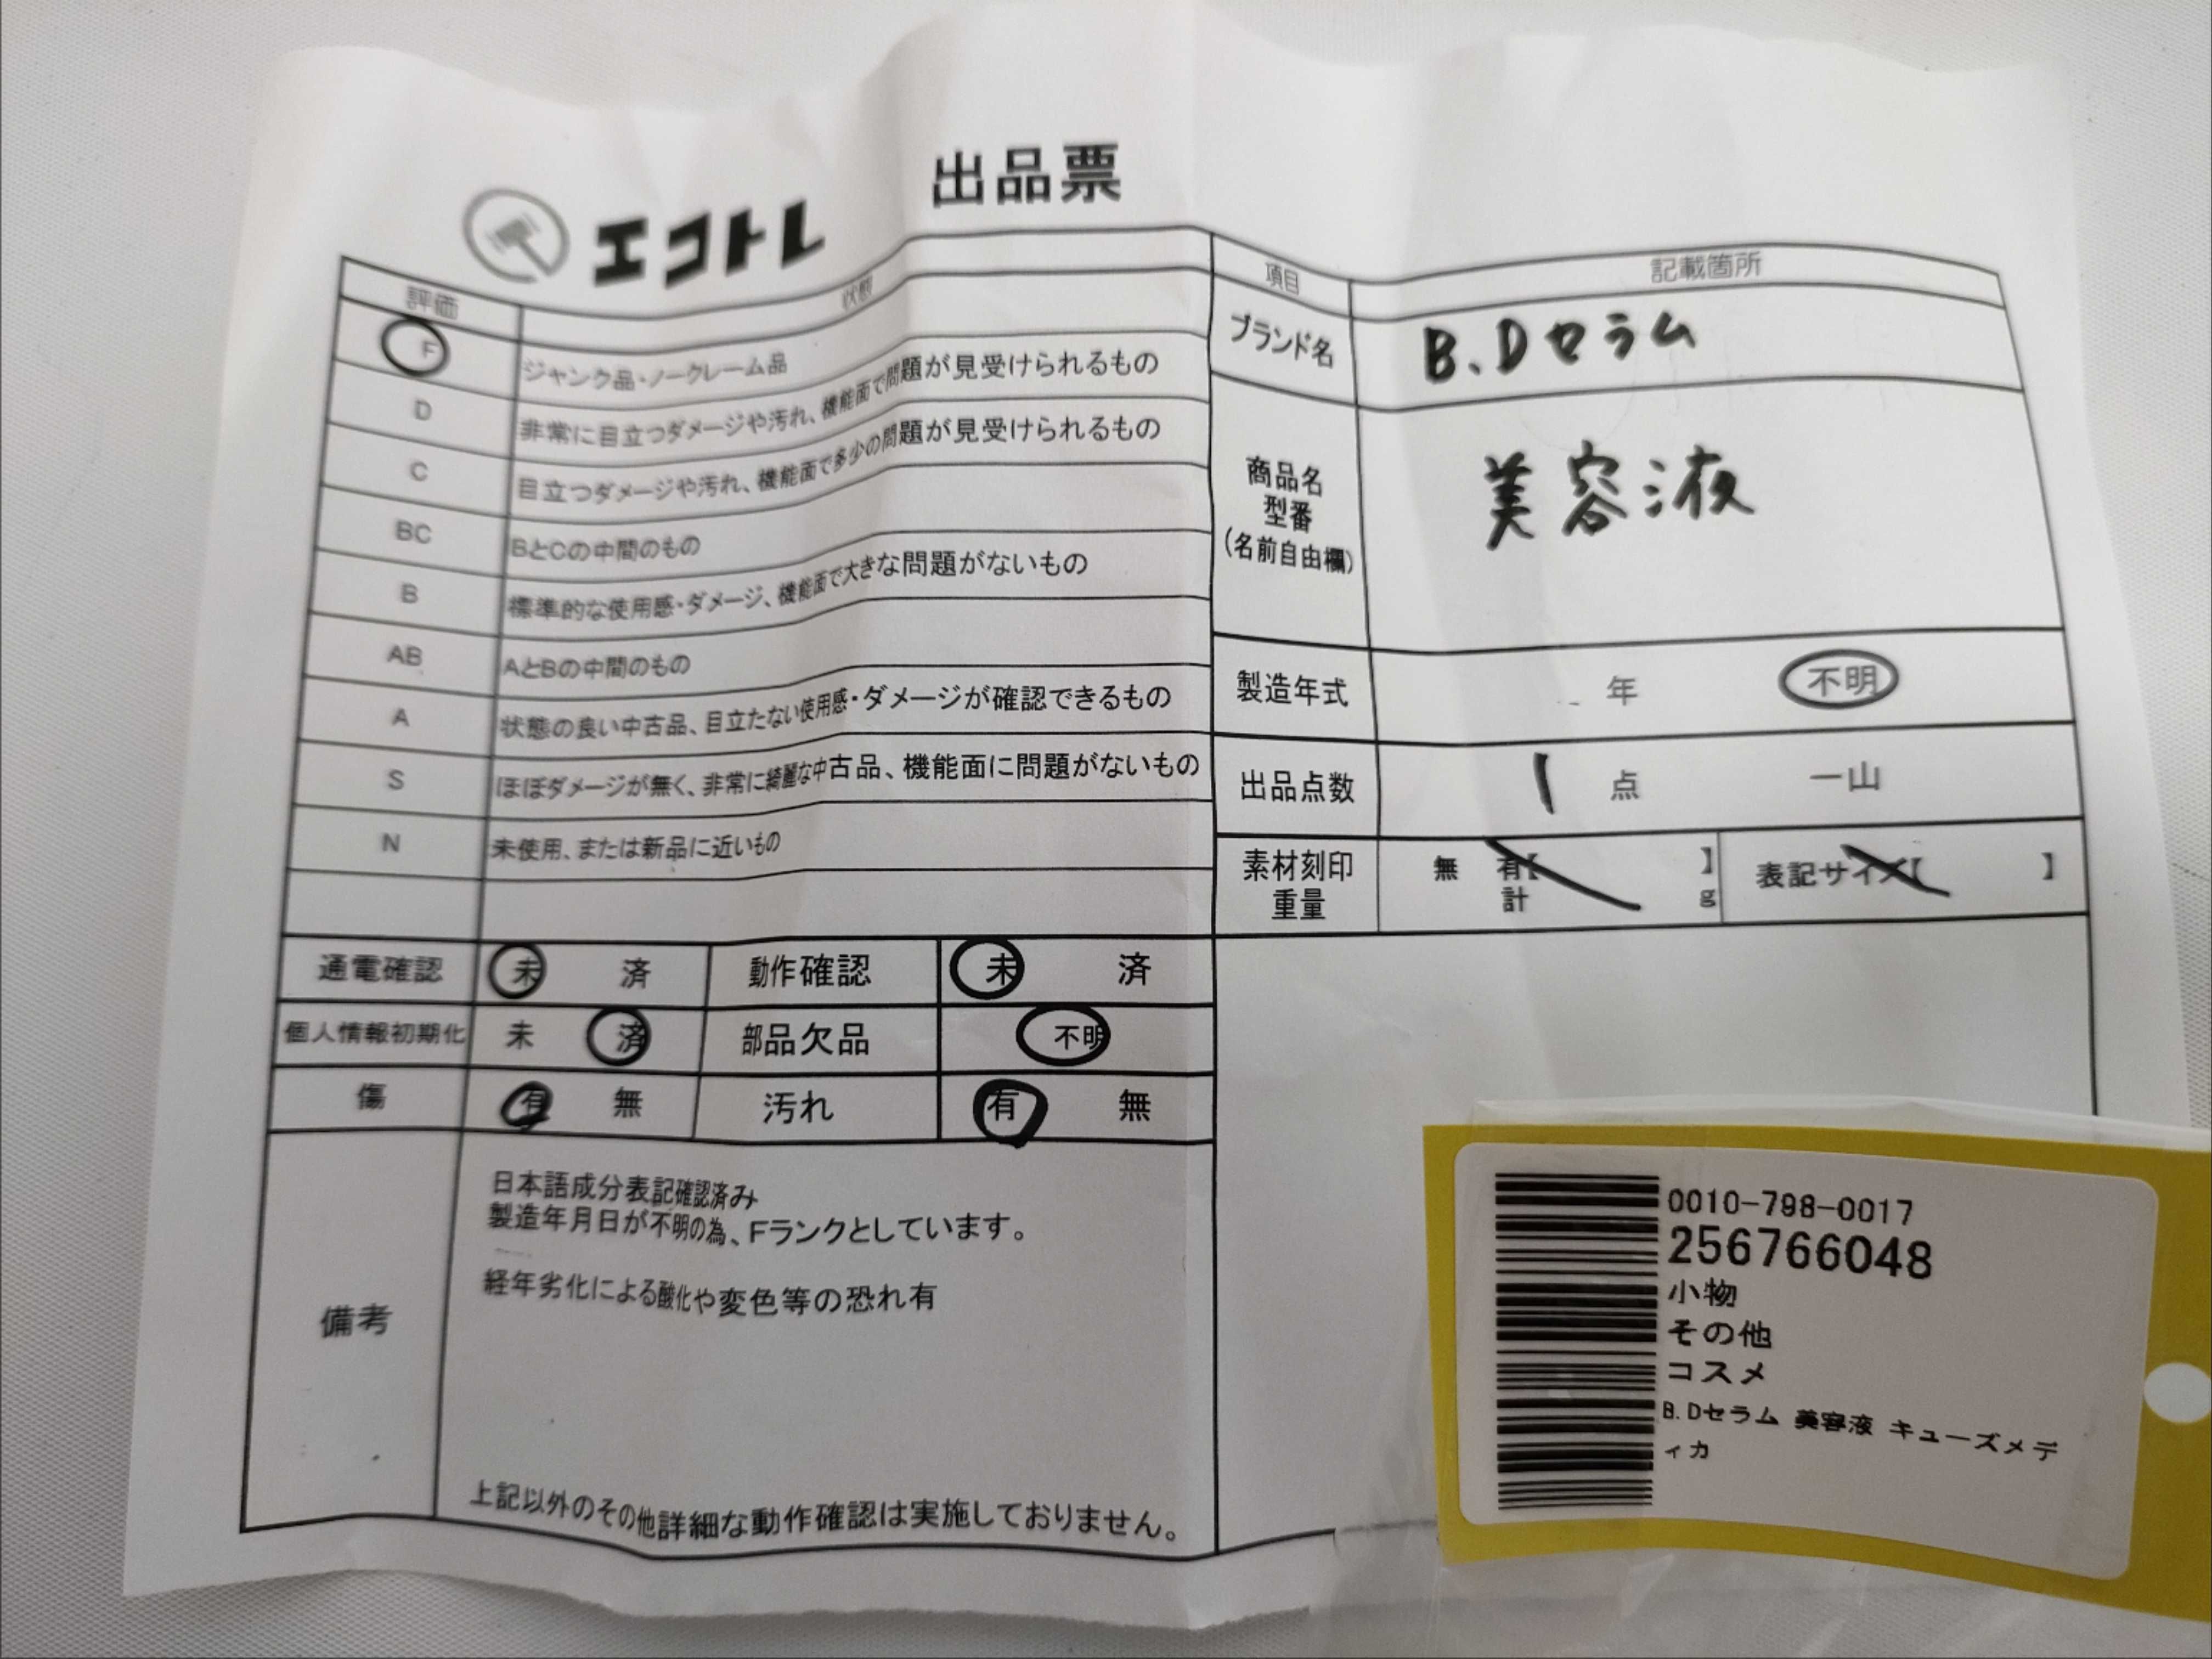 出品票
エコトレ
評価 状態
F ジャンク品・ノークレーム品
D 非常に目立つダメージや汚れ、機能面で問題が見受けられるもの
C 目立つダメージや汚れ、機能面で多少の問題が見受けられるもの
BC BとCの中間のもの
B 標準的な使用感・ダメージ、機能面で大きな問題がないもの
AB AとBの中間のもの
A 状態の良い中古品、目立たない使用感・ダメージが確認できるもの
S ほぼダメージが無く、非常に綺麗な中古品、機能面に問題がないもの
N 未使用、または新品に近いもの
通電確認 未 済 動作確認 未 済
個人情報初期化 未 済 部品欠品 不明
傷 有 無 汚れ 有 無
備考
日本語成分表記確認済み
製造年月日が不明の為、Fランクとしています。
経年劣化による酸化や変色等の恐れ有
上記以外のその他詳細な動作確認は実施しておりません。
項目 記載箇所
ブランド名 B.Dセラム
商品名
型番
(名前自由欄)
美容液
製造年式 年 不明
出品点数 1 点 一山
素材刻印 無 有【 】 表記サイズ【 】
重量 計 g
0010-798-0017
256766048
小物
その他
コスメ
B.Dセラム 美容液 キューズメデ
ィカ